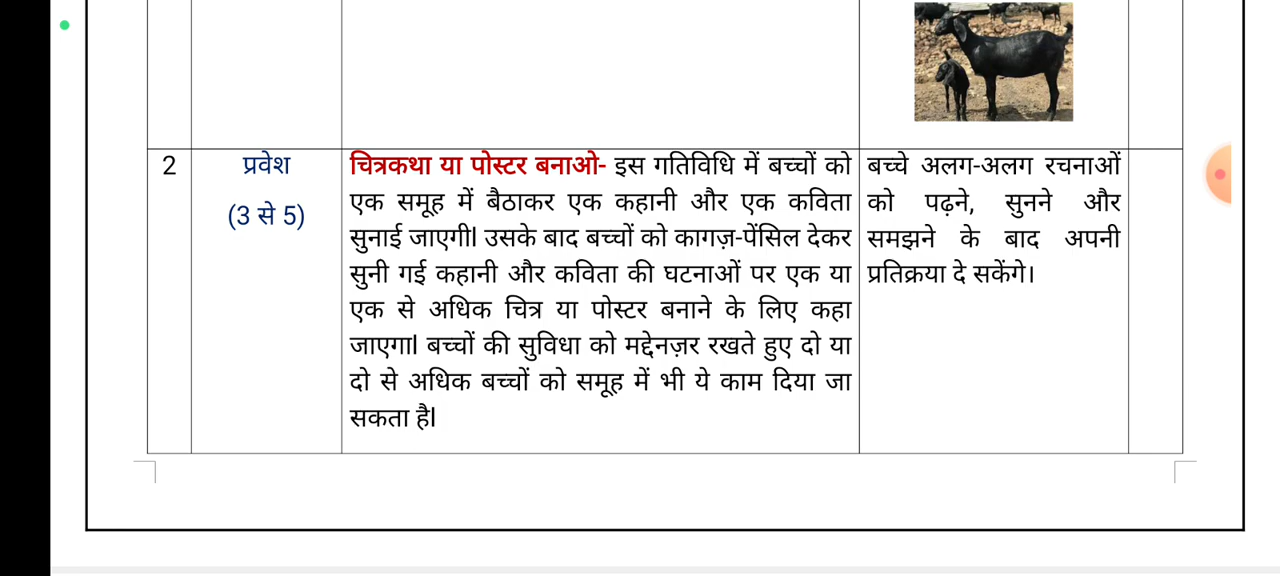 2
प्रवेश
(3 से 5)
चित्रकथा या पोस्टर बनाओ- इस गतिविधि में बच्चों को
एक समूह में बैठाकर एक कहानी और एक कविता
सुनाई जाएगी। उसके बाद बच्चों को कागज़-पेंसिल देकर
सुनी गई कहानी और कविता की घटनाओं पर एक या
एक से अधिक चित्र या पोस्टर बनाने के लिए कहा
जाएगा। बच्चों की सुविधा को मद्देनज़र रखते हुए दो या
दो से अधिक बच्चों को समूह में भी ये काम दिया जा
सकता है।
बच्चे अलग-अलग रचनाओं
को पढ़ने, सुनने और
समझने के बाद अपनी
प्रतिक्रया दे सकेंगे।